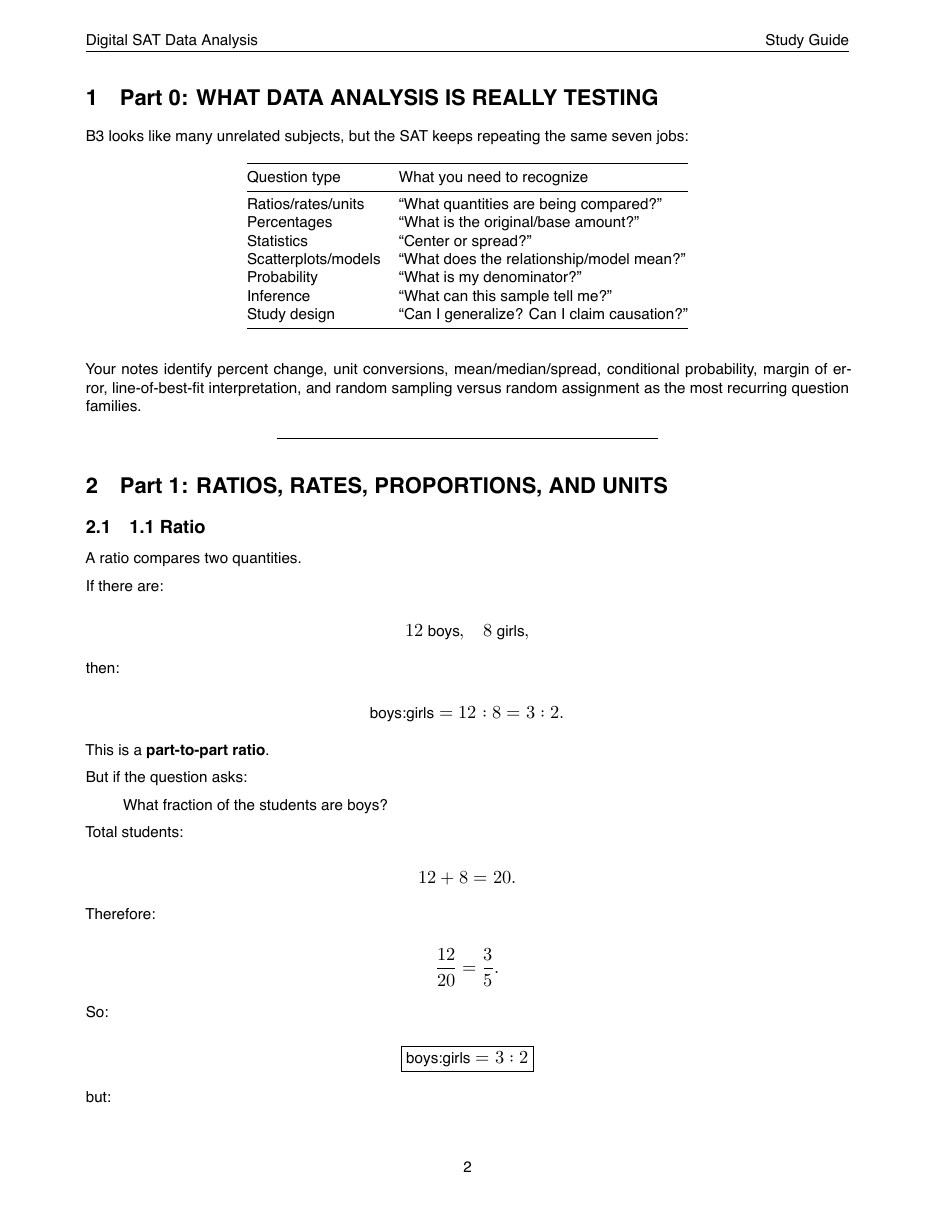 Digital SAT Data Analysis Study Guide
1 Part 0: WHAT DATA ANALYSIS IS REALLY TESTING
B3 looks like many unrelated subjects, but the SAT keeps repeating the same seven jobs:
Question type What you need to recognize
Ratios/rates/units “What quantities are being compared?”
Percentages “What is the original/base amount?”
Statistics “Center or spread?”
Scatterplots/models “What does the relationship/model mean?”
Probability “What is my denominator?”
Inference “What can this sample tell me?”
Study design “Can I generalize? Can I claim causation?”
Your notes identify percent change, unit conversions, mean/median/spread, conditional probability, margin of er-
ror, line-of-best-fit interpretation, and random sampling versus random assignment as the most recurring question
families.
2 Part 1: RATIOS, RATES, PROPORTIONS, AND UNITS
2.1 1.1 Ratio
A ratio compares two quantities.
If there are:
12 boys, 8 girls,
then:
boys:girls = 12 : 8 = 3 : 2.
This is a part-to-part ratio.
But if the question asks:
What fraction of the students are boys?
Total students:
12 + 8 = 20.
Therefore:
12/20 = 3/5.
So:
boys:girls = 3 : 2
but:
2